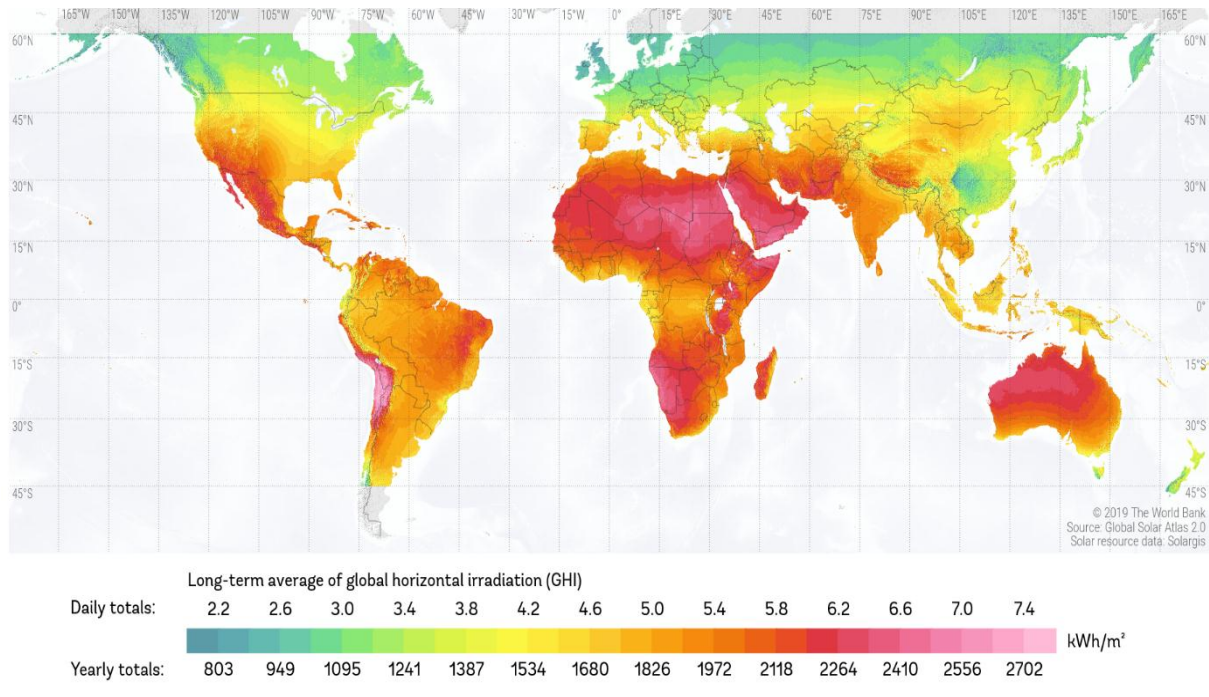 165°W 150°W 135°W 120°W 105°W 90°W 75°W 60°W 45°W 30°W 15°W 0° 15°E 30°E 45°E 60°E 75°E 90°E 105°E 120°E 135°E 150°E 165°E
60°N 60°N
45°N 45°N
30°N 30°N
15°N 15°N
0° 0°
15°S 15°S
30°S 30°S
45°S 45°S
© 2019 The World Bank
Source: Global Solar Atlas 2.0
Solar resource data: Solargis
Long-term average of global horizontal irradiation (GHI)
Daily totals: 2.2 2.6 3.0 3.4 3.8 4.2 4.6 5.0 5.4 5.8 6.2 6.6 7.0 7.4
kWh/m²
Yearly totals: 803 949 1095 1241 1387 1534 1680 1826 1972 2118 2264 2410 2556 2702